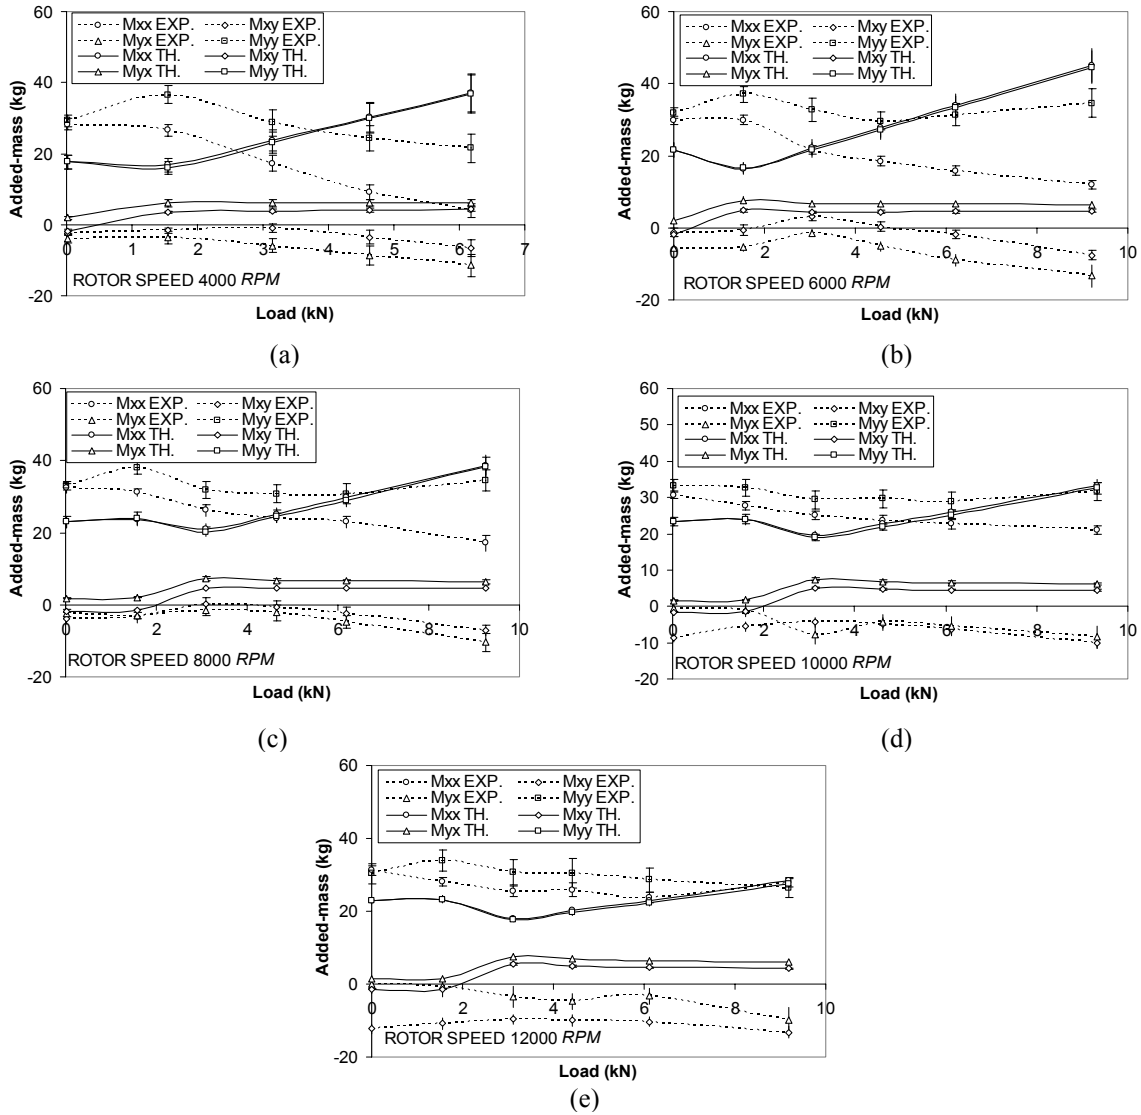 60
Mxx EXP. Mxy EXP.
Myx EXP. Myy EXP.
Mxx TH. Mxy TH.
Myx TH. Myy TH.
40
20
0
-20
Added-mass (kg)
0 1 2 3 4 5 6 7
ROTOR SPEED 4000 RPM
Load (kN)
(a)
60
Mxx EXP. Mxy EXP.
Myx EXP. Myy EXP.
Mxx TH. Mxy TH.
Myx TH. Myy TH.
40
20
0
-20
Added-mass (kg)
0 2 4 6 8 10
ROTOR SPEED 6000 RPM
Load (kN)
(b)
60
Mxx EXP. Mxy EXP.
Myx EXP. Myy EXP.
Mxx TH. Mxy TH.
Myx TH. Myy TH.
40
20
0
-20
Added-mass (kg)
0 2 4 6 8 10
ROTOR SPEED 8000 RPM
Load (kN)
(c)
60
Mxx EXP. Mxy EXP.
Myx EXP. Myy EXP.
Mxx TH. Mxy TH.
Myx TH. Myy TH.
50
40
30
20
10
0
-10
-20
Added-mass (kg)
0 2 4 6 8 10
ROTOR SPEED 10000 RPM
Load (kN)
(d)
60
Mxx EXP. Mxy EXP.
Myx EXP. Myy EXP.
Mxx TH. Mxy TH.
Myx TH. Myy TH.
40
20
0
-20
Added-mass (kg)
0 2 4 6 8 10
ROTOR SPEED 12000 RPM
Load (kN)
(e)